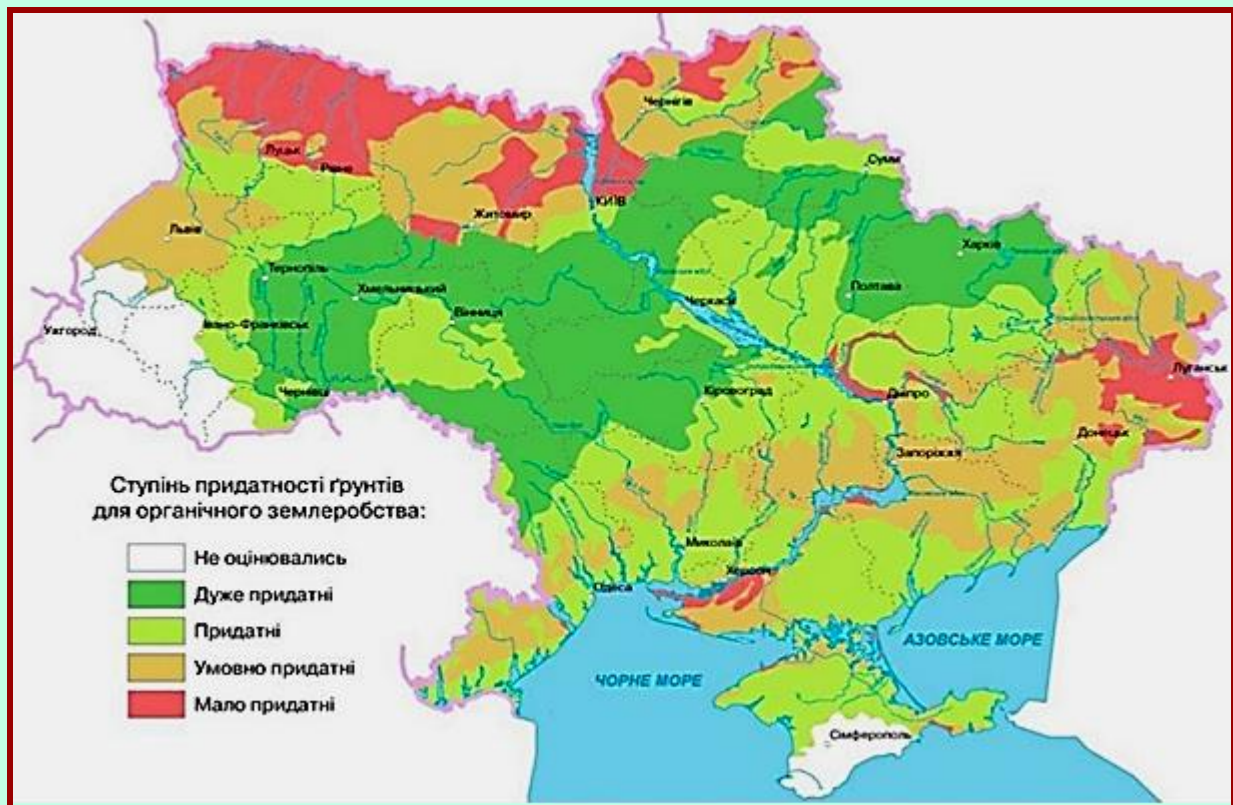 Чернігів
Суми
Луцьк
Рівне
КИЇВ
Житомир
Львів
Харків
Тернопіль
Хмельницький
Полтава
Вінниця
Черкаси
Ужгород
Івано-Франківськ
Луганськ
Чернівці
Кіровоград
Дніпро
Донецьк
Запоріжжя
Ступінь придатності ґрунтів
для органічного землеробства:
Не оцінювались
Дуже придатні
Придатні
Умовно придатні
Мало придатні
Миколаїв
Херсон
Одеса
АЗОВСЬКЕ МОРЕ
ЧОРНЕ МОРЕ
Сімферополь